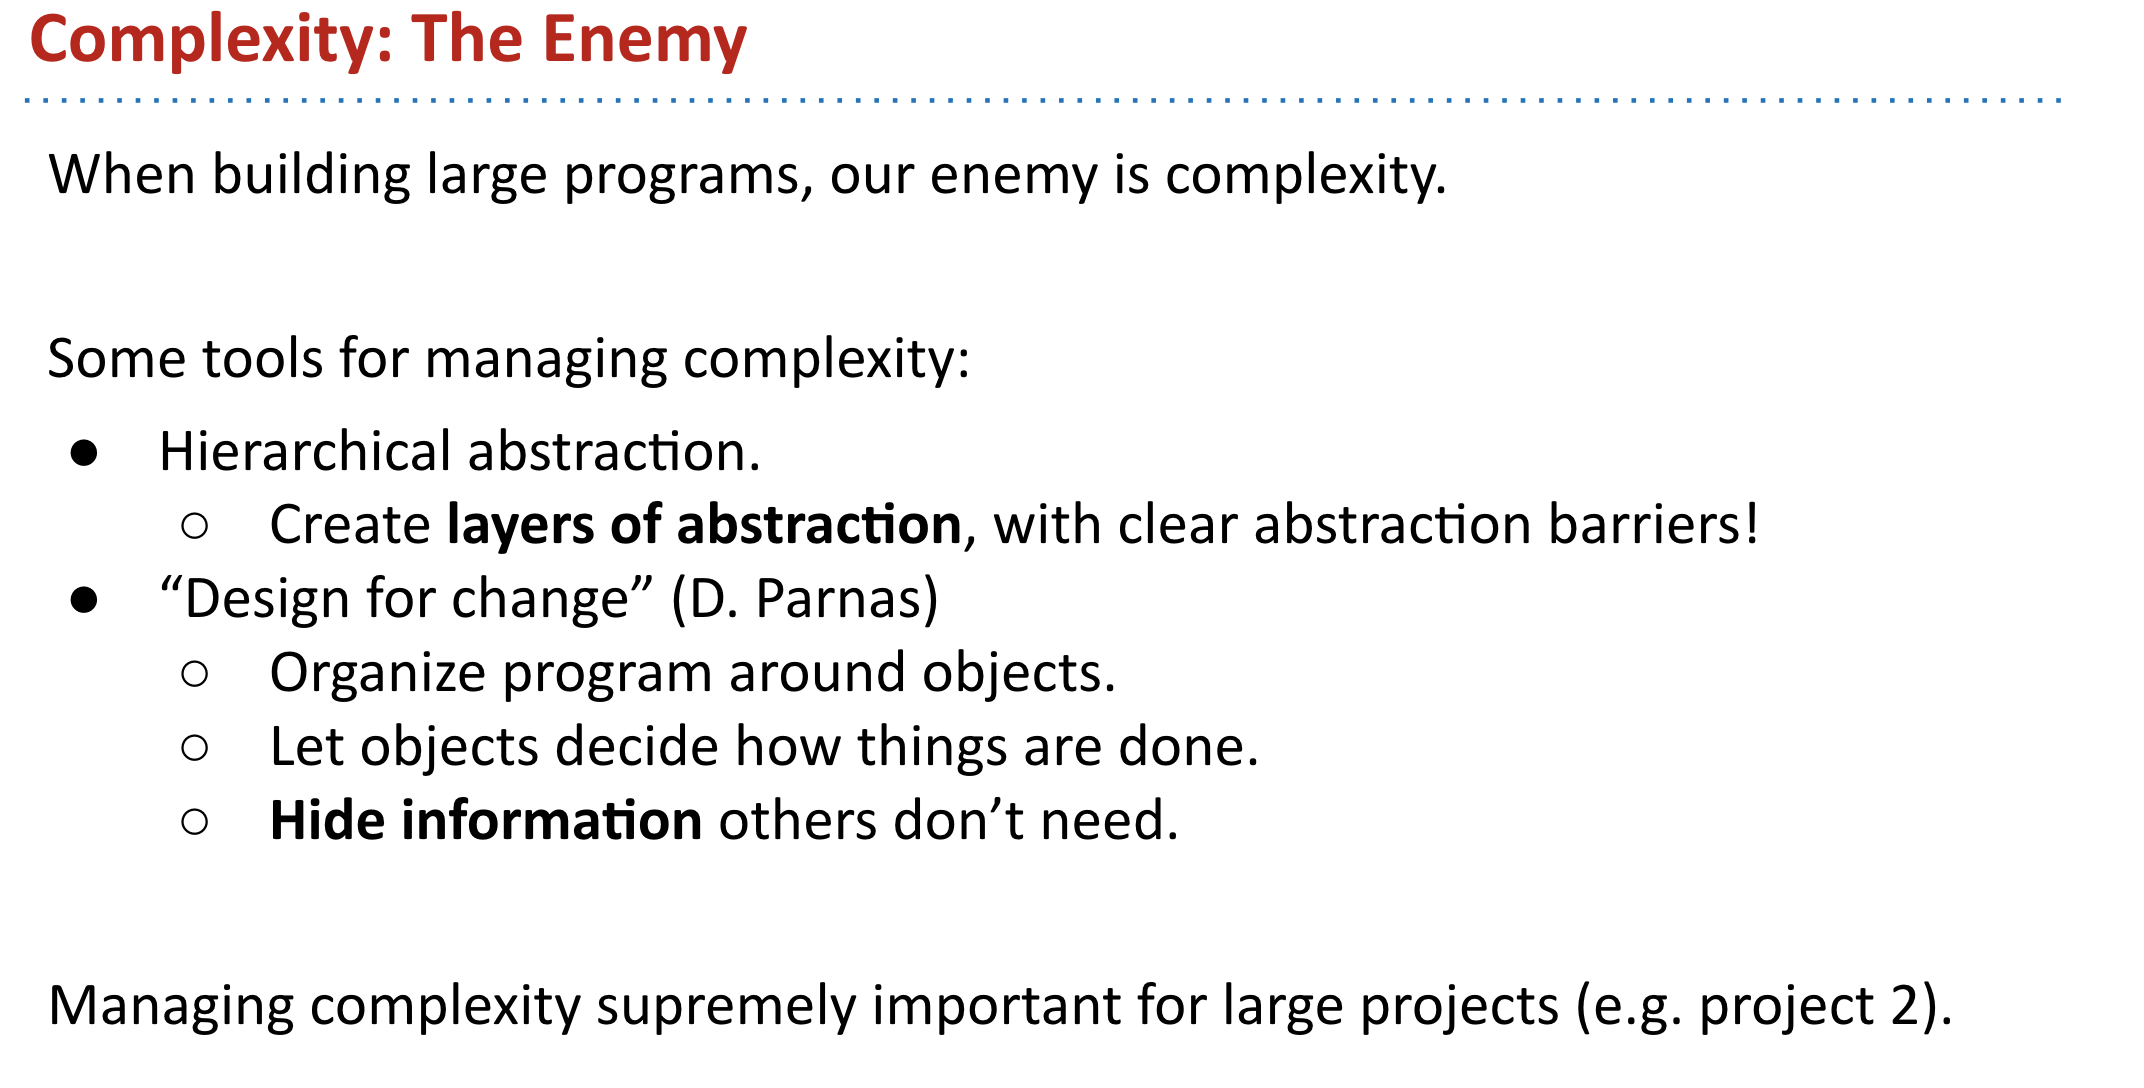 Complexity: The Enemy
When building large programs, our enemy is complexity.
Some tools for managing complexity:
● Hierarchical abstraction.
○ Create layers of abstraction, with clear abstraction barriers!
● “Design for change” (D. Parnas)
○ Organize program around objects.
○ Let objects decide how things are done.
○ Hide information others don’t need.
Managing complexity supremely important for large projects (e.g. project 2).